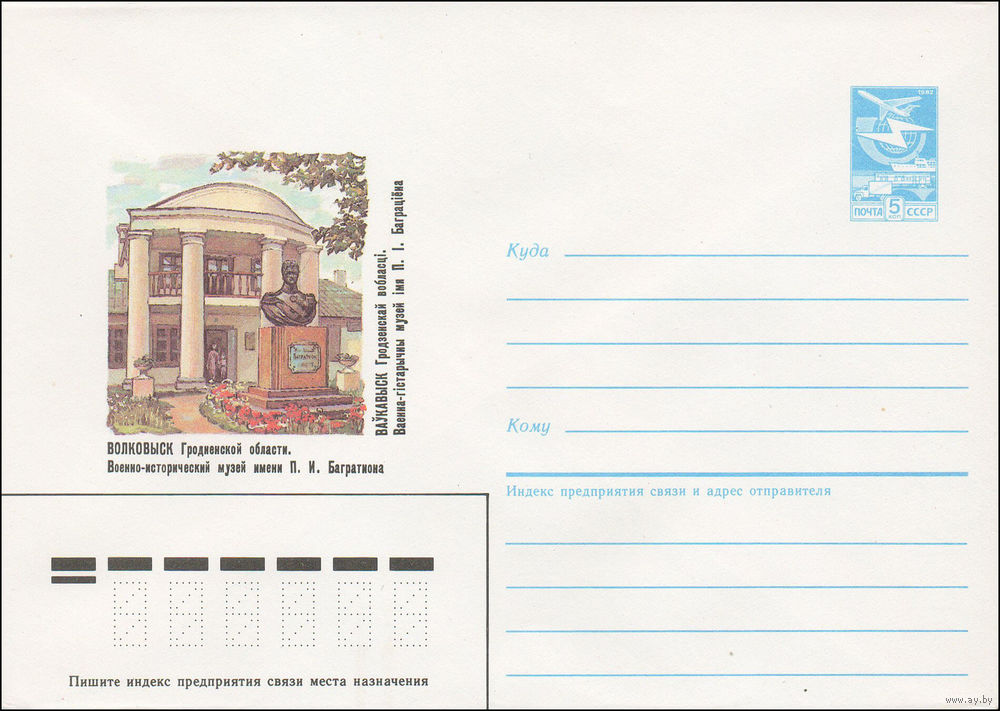 1982
ПОЧТА 5 КОП СССР
ВАЎКАВЫСК Гродзенскай вобласці.
Ваенна-гістарычны музей імя П. І. Баграціёна
ВОЛКОВЫСК Гродненской области.
Военно-исторический музей имени П. И. Багратиона
Куда
Кому
Индекс предприятия связи и адрес отправителя
Пишите индекс предприятия связи места назначения
www.ay.by